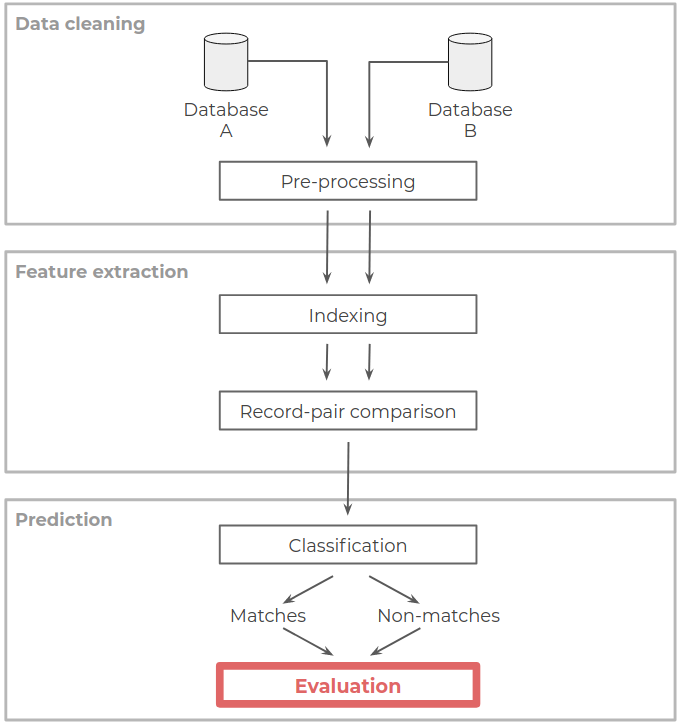 Data cleaning
Database
A
Database
B
Pre-processing
Feature extraction
Indexing
Record-pair comparison
Prediction
Classification
Matches
Non-matches
Evaluation